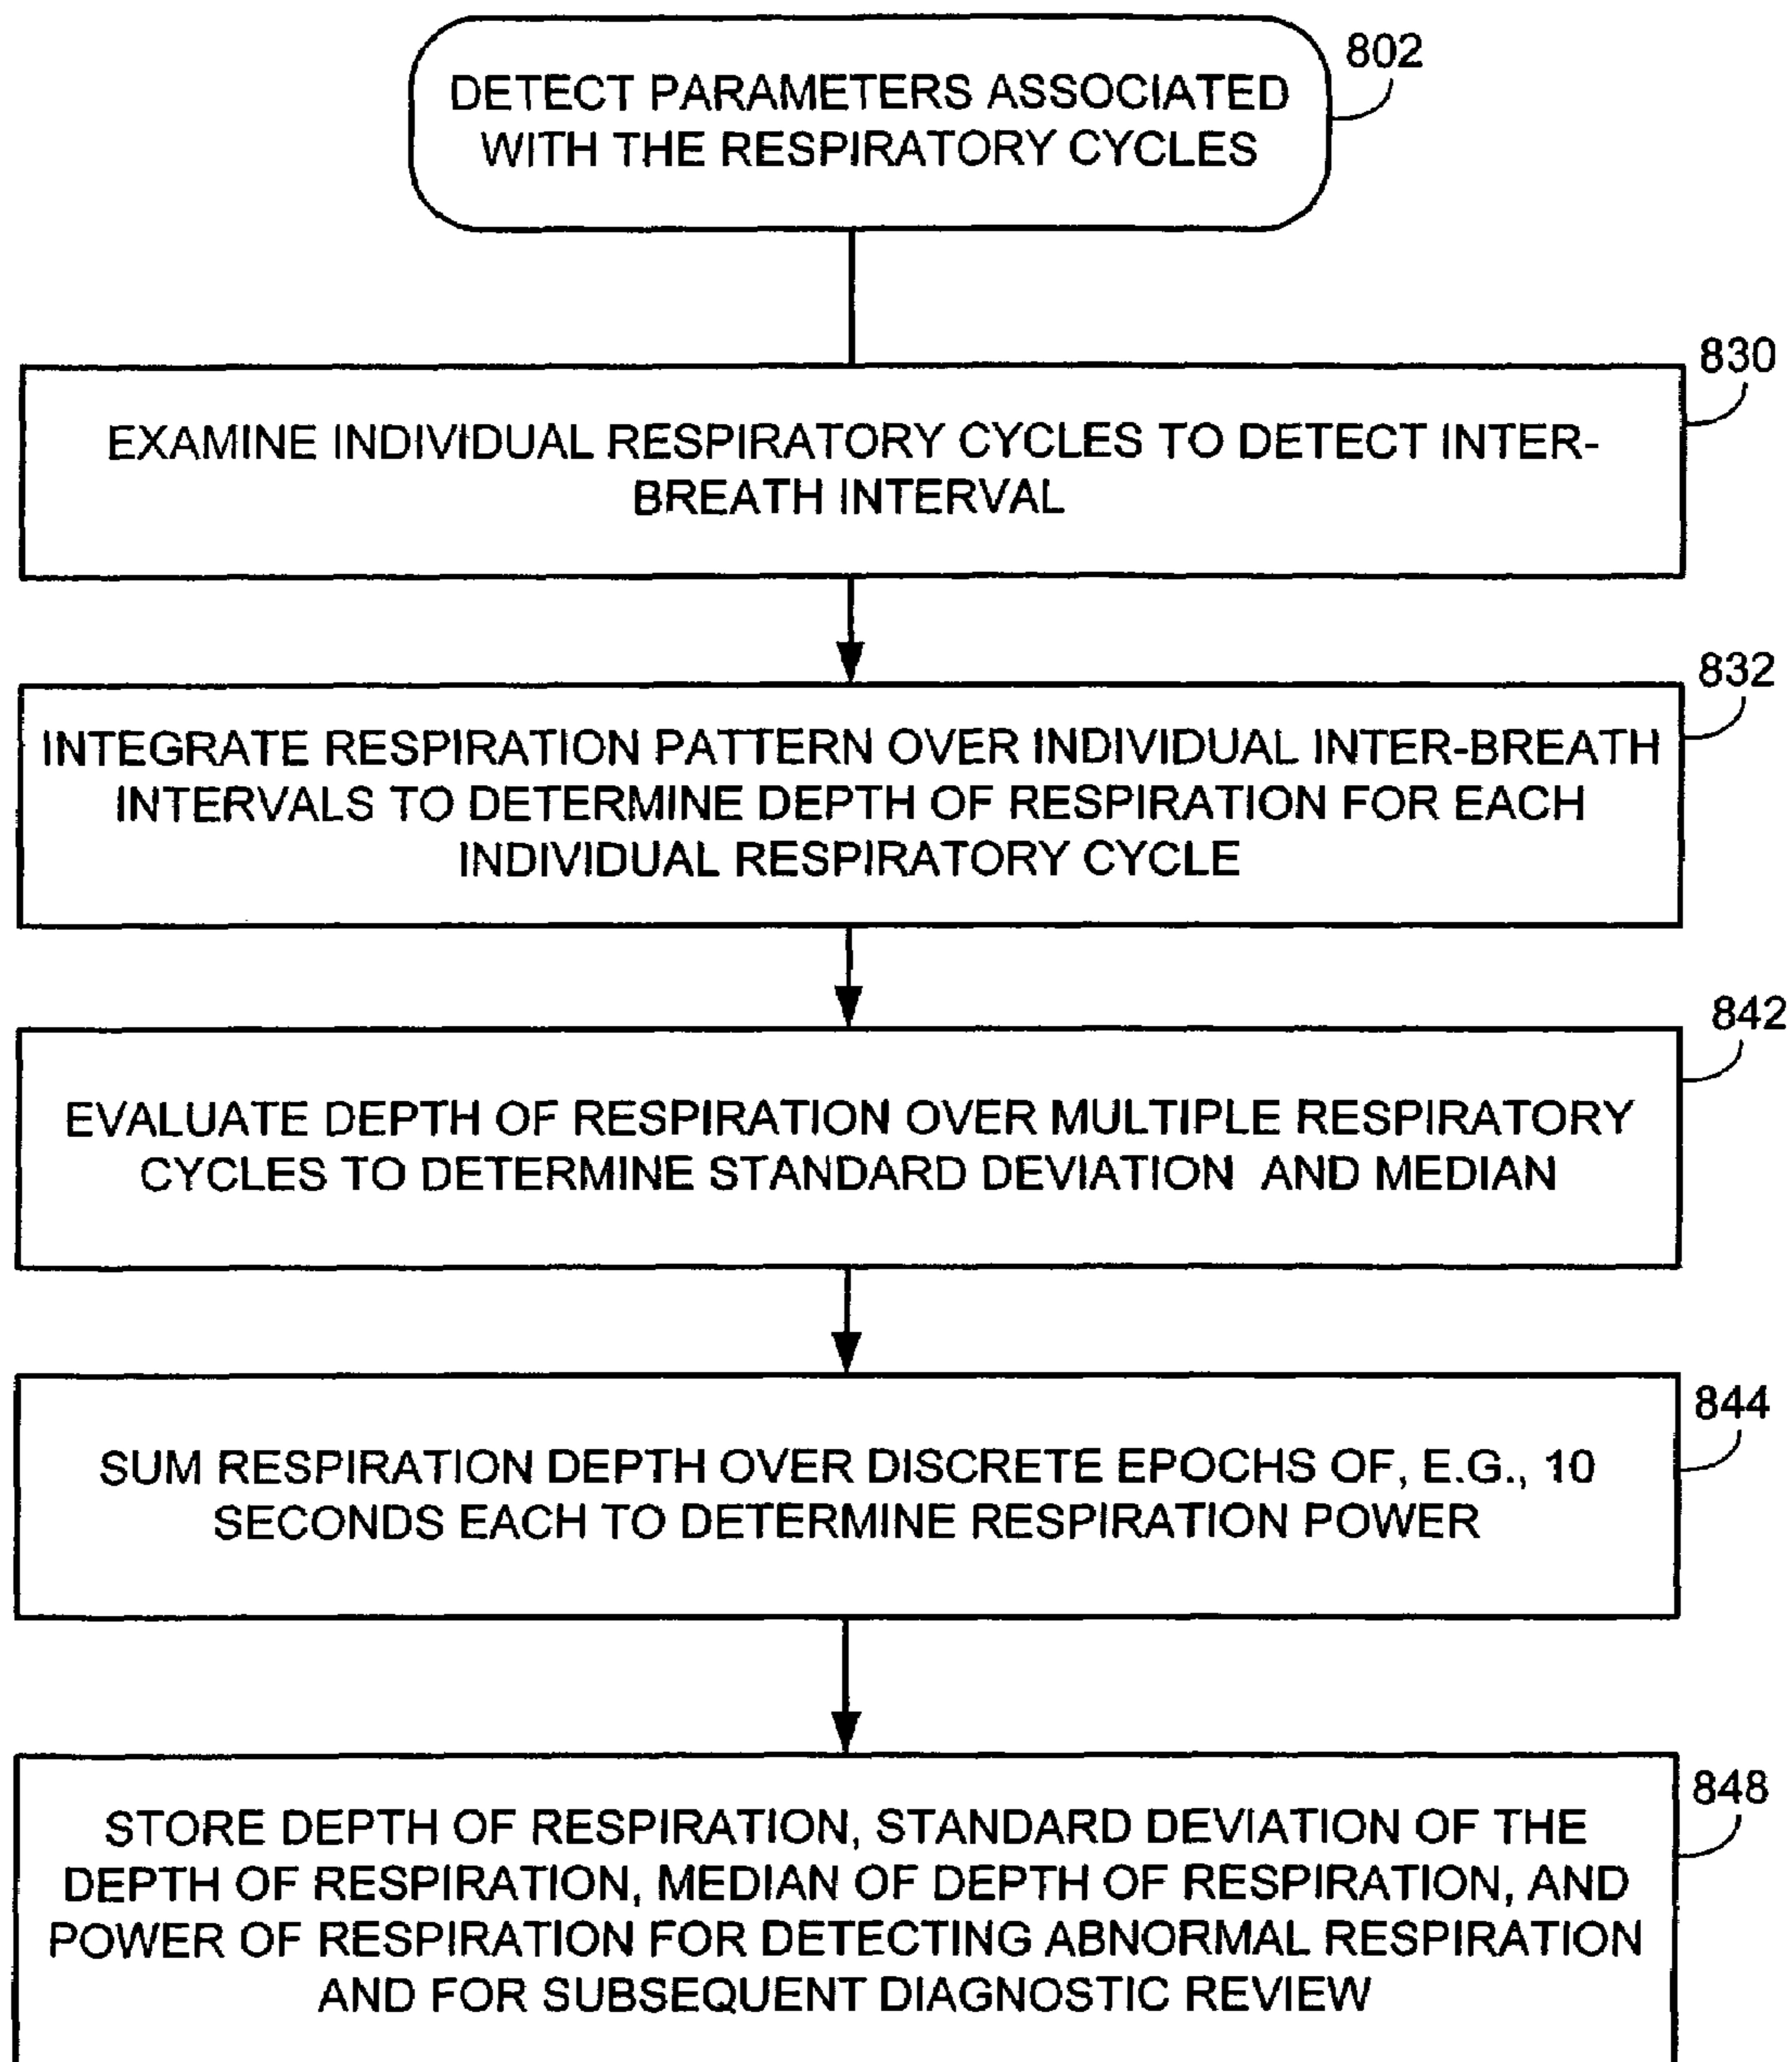 802
DETECT PARAMETERS ASSOCIATED
WITH THE RESPIRATORY CYCLES
830
EXAMINE INDIVIDUAL RESPIRATORY CYCLES TO DETECT INTER-
BREATH INTERVAL
832
INTEGRATE RESPIRATION PATTERN OVER INDIVIDUAL INTER-BREATH
INTERVALS TO DETERMINE DEPTH OF RESPIRATION FOR EACH
INDIVIDUAL RESPIRATORY CYCLE
842
EVALUATE DEPTH OF RESPIRATION OVER MULTIPLE RESPIRATORY
CYCLES TO DETERMINE STANDARD DEVIATION AND MEDIAN
844
SUM RESPIRATION DEPTH OVER DISCRETE EPOCHS OF, E.G., 10
SECONDS EACH TO DETERMINE RESPIRATION POWER
848
STORE DEPTH OF RESPIRATION, STANDARD DEVIATION OF THE
DEPTH OF RESPIRATION, MEDIAN OF DEPTH OF RESPIRATION, AND
POWER OF RESPIRATION FOR DETECTING ABNORMAL RESPIRATION
AND FOR SUBSEQUENT DIAGNOSTIC REVIEW